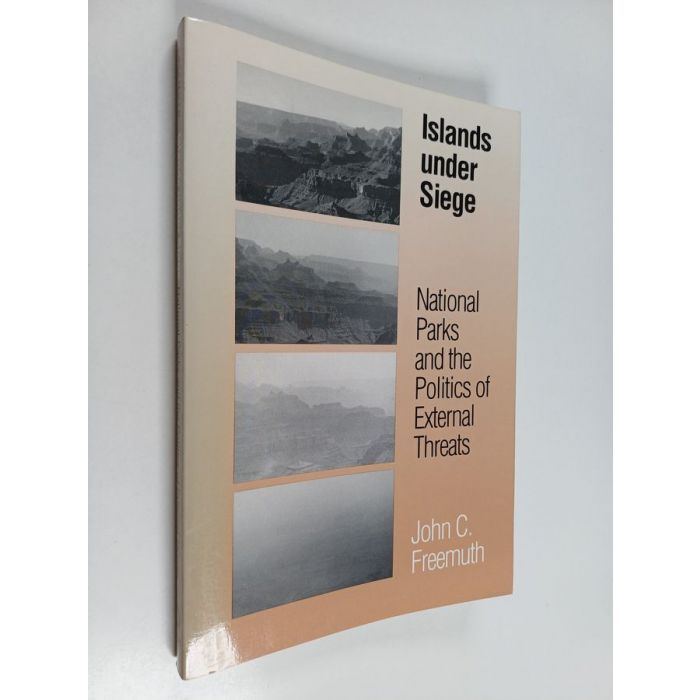 Islands
under
Siege
National
Parks
and the
Politics of
External
Threats
John C.
Freemuth